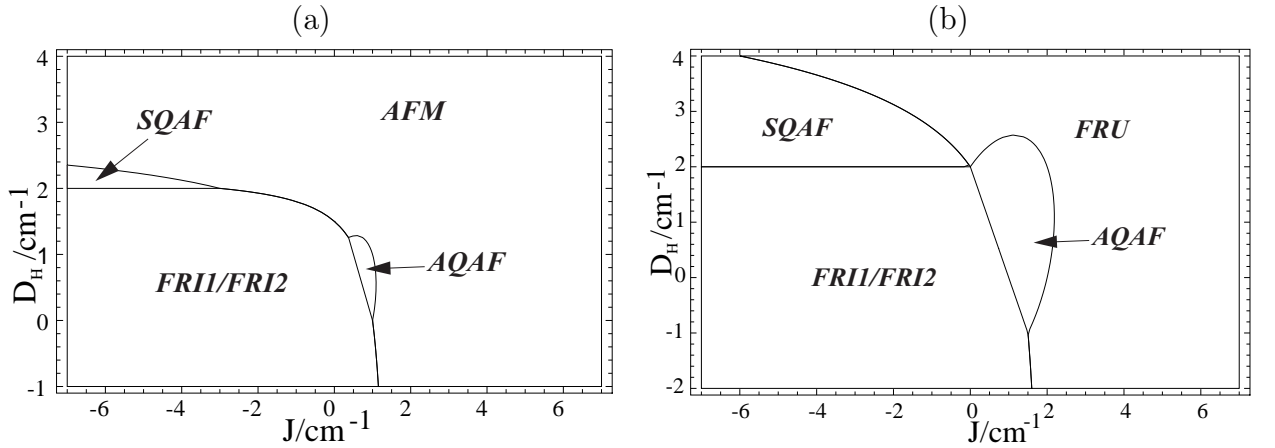 (a)
4
3
2
1
0
-1
-6
-4
-2
0
2
4
6
D_H/cm-1
J/cm-1
SQAF
AFM
FRI1/FRI2
AQAF
(b)
4
3
2
1
0
-1
-2
-6
-4
-2
0
2
4
6
D_H/cm-1
J/cm-1
SQAF
FRU
FRI1/FRI2
AQAF